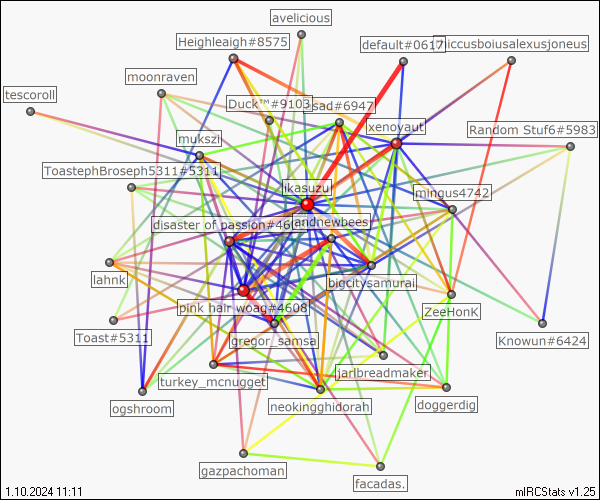 avelicious
Heighleaigh#8575
default#0617
iccusboiusalexusjoneus
moonraven
tescoroll
Duck™#9103
sad#6947
xenoyaut
Random Stuf6#5983
mukszi
ToastephBroseph5311#5311
likasuzu!
mingus4742
disaster of passion#46
landnewbees
lahnk
bigcitysamurai
pink hair woag#4608
ZeeHonK
Toast#5311
gregor_samsa
Knowun#6424
jarlbreadmaker
turkey_mcnugget
doggerdig
ogshroom
neokingghidorah
gazpachoman
facadas.
1.10.2024 11:11
mIRCStats v1.25